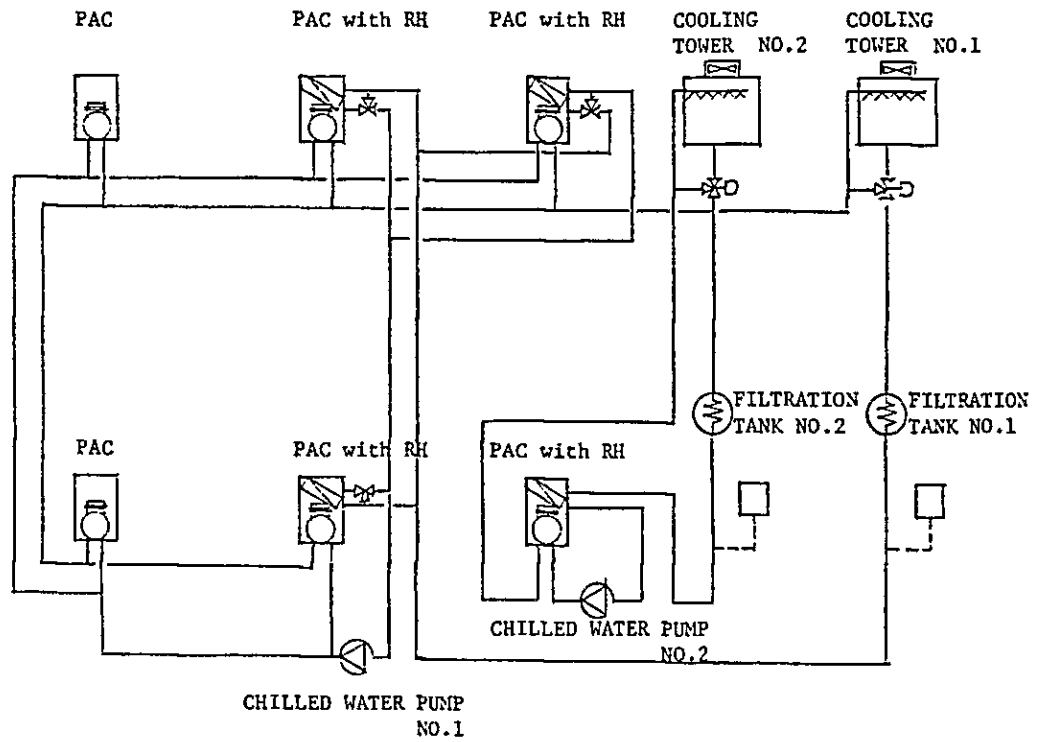 PAC
PAC with RH
PAC with RH
COOLING
TOWER NO.2
COOLING
TOWER NO.1
FILTRATION
TANK NO.2
FILTRATION
TANK NO.1
PAC
PAC with RH
PAC with RH
CHILLED WATER PUMP
NO.2
CHILLED WATER PUMP
NO.1